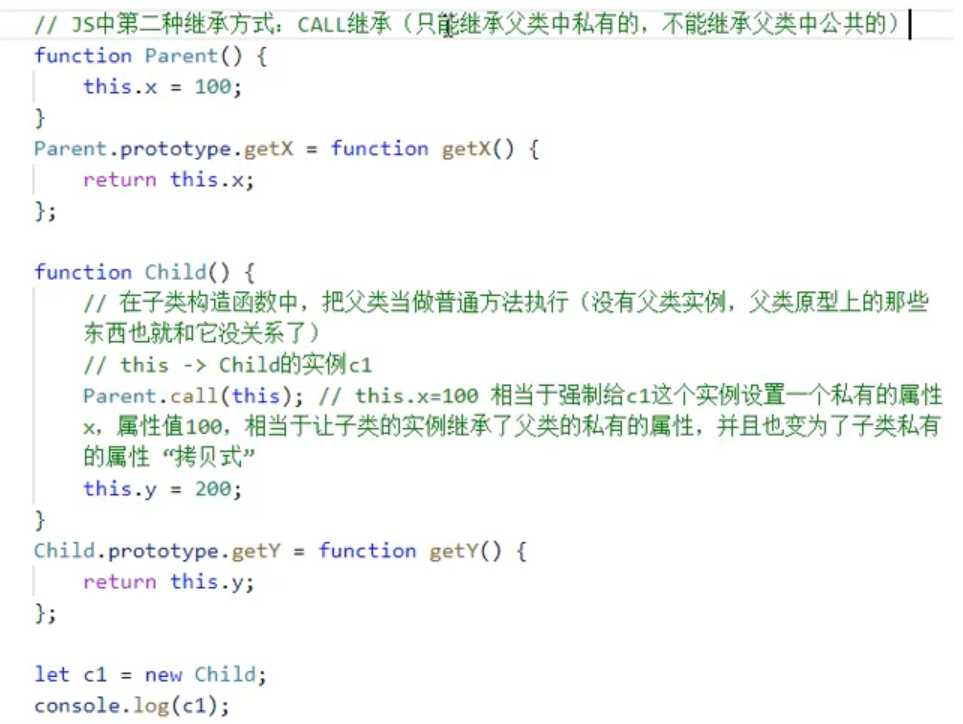 // JS中第二种继承方式：CALL继承（只能继承父类中私有的，不能继承父类中公共的）
function Parent() {
    this.x = 100;
}
Parent.prototype.getX = function getX() {
    return this.x;
};

function Child() {
    // 在子类构造函数中，把父类当做普通方法执行（没有父类实例，父类原型上的那些
    东西也就和它没关系了）
    // this -> Child的实例c1
    Parent.call(this); // this.x=100 相当于强制给c1这个实例设置一个私有的属性
    x，属性值100，相当于让子类的实例继承了父类的私有的属性，并且也变为了子类私有
    的属性 “拷贝式”
    this.y = 200;
}
Child.prototype.getY = function getY() {
    return this.y;
};

let c1 = new Child;
console.log(c1);